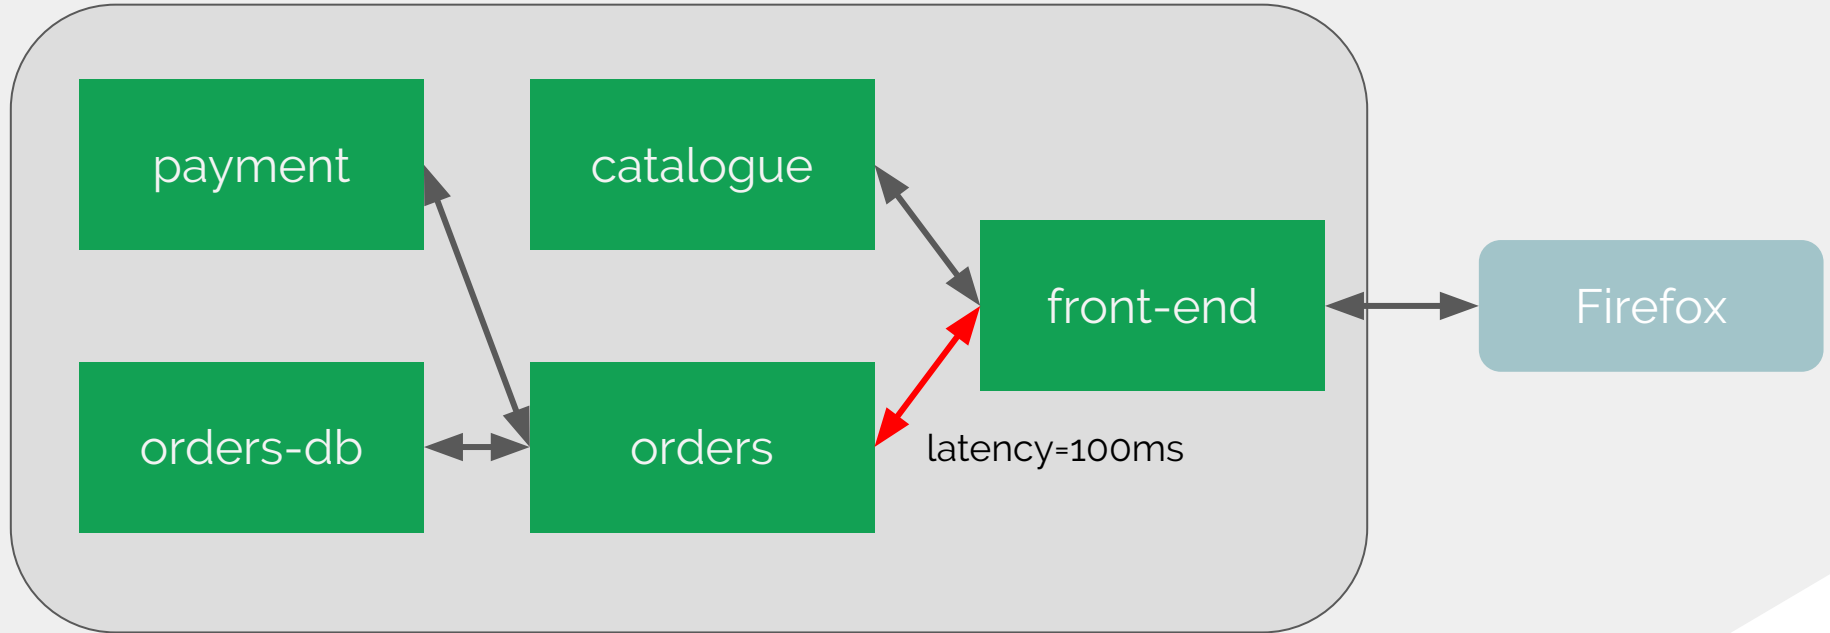 payment
catalogue
front-end
Firefox
orders-db
orders
latency=100ms